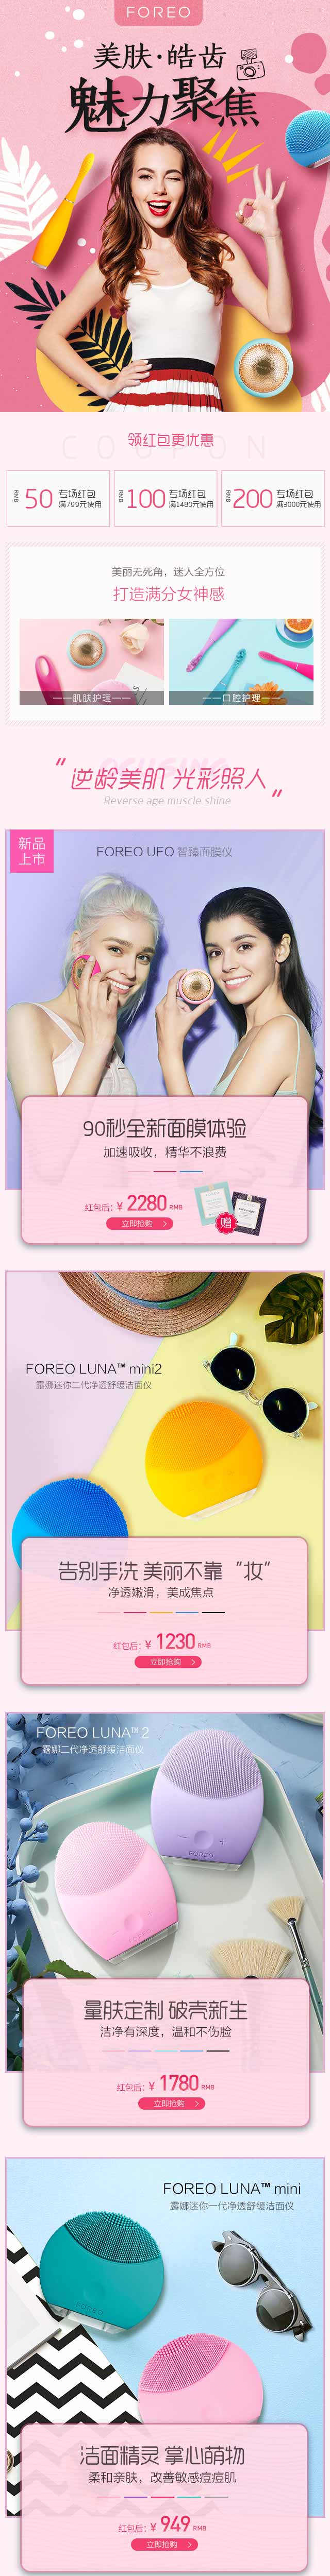 FOREO
美肤·皓齿
魅力聚焦
COUPON
领红包更优惠
RMB 50 专场红包 满799元使用
RMB 100 专场红包 满1480元使用
RMB 200 专场红包 满3000元使用
美丽无死角，迷人全方位
打造满分女神感
——肌肤护理——
——口腔护理——
“逆龄美肌 光彩照人”
Reverse age muscle shine
新品
上市
FOREO UFO 智臻面膜仪
90秒全新面膜体验
加速吸收，精华不浪费
红包后: ¥ 2280 RMB
立即抢购 >
赠
FOREO LUNA™ mini2
露娜迷你二代净透舒缓洁面仪
告别手洗 美丽不靠“妆”
净透嫩滑，美成焦点
红包后: ¥ 1230 RMB
立即抢购 >
FOREO LUNA™ 2
露娜二代净透舒缓洁面仪
FOREO
量肤定制 破壳新生
洁净有深度，温和不伤脸
红包后: ¥ 1780 RMB
立即抢购 >
FOREO LUNA™ mini
露娜迷你一代净透舒缓洁面仪
FOREO
洁面精灵 掌心萌物
柔和亲肤，改善敏感痘痘肌
红包后: ¥ 949 RMB
立即抢购 >